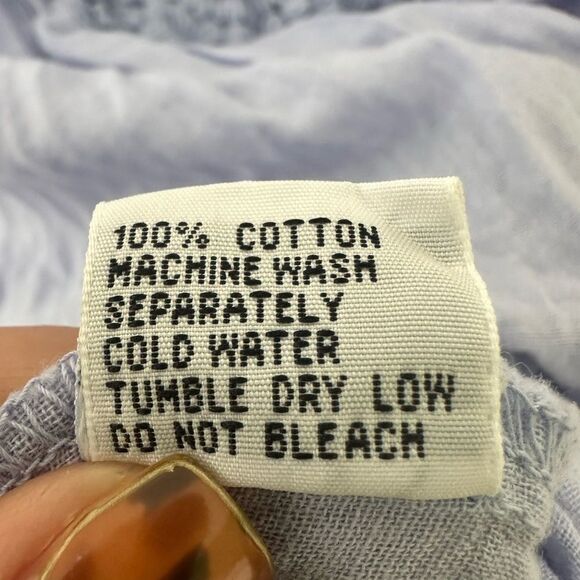 100% COTTON
MACHINE WASH
SEPARATELY
COLD WATER
TUMBLE DRY LOW
DO NOT BLEACH